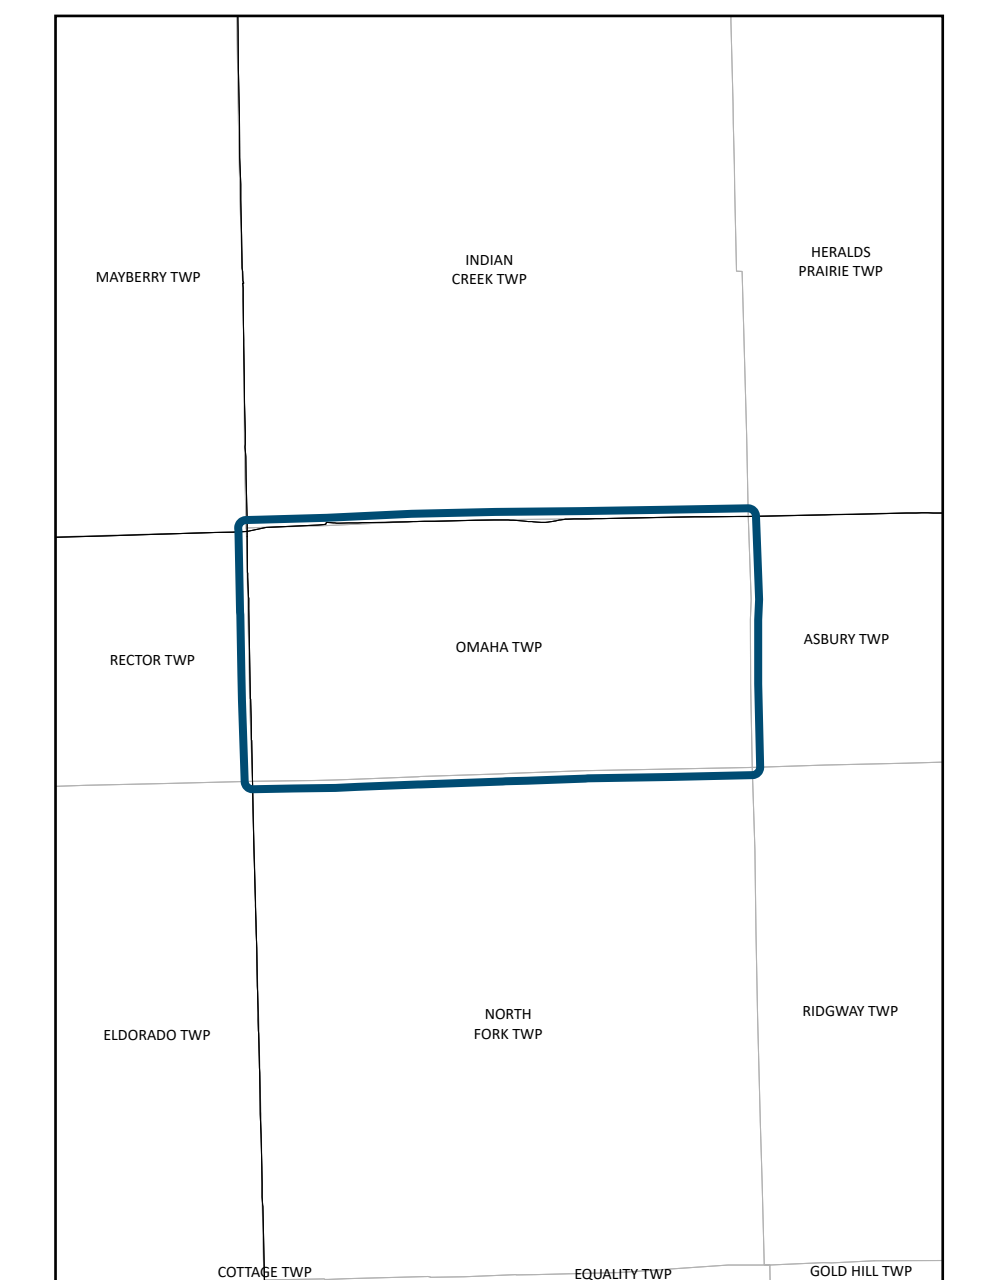 MAYBERRY TWP
INDIAN
CREEK TWP
HERALDS
PRAIRIE TWP
RECTOR TWP
OMAHA TWP
ASBURY TWP
ELDORADO TWP
NORTH
FORK TWP
RIDGWAY TWP
COTTAGE TWP
EQUALITY TWP
GOLD HILL TWP